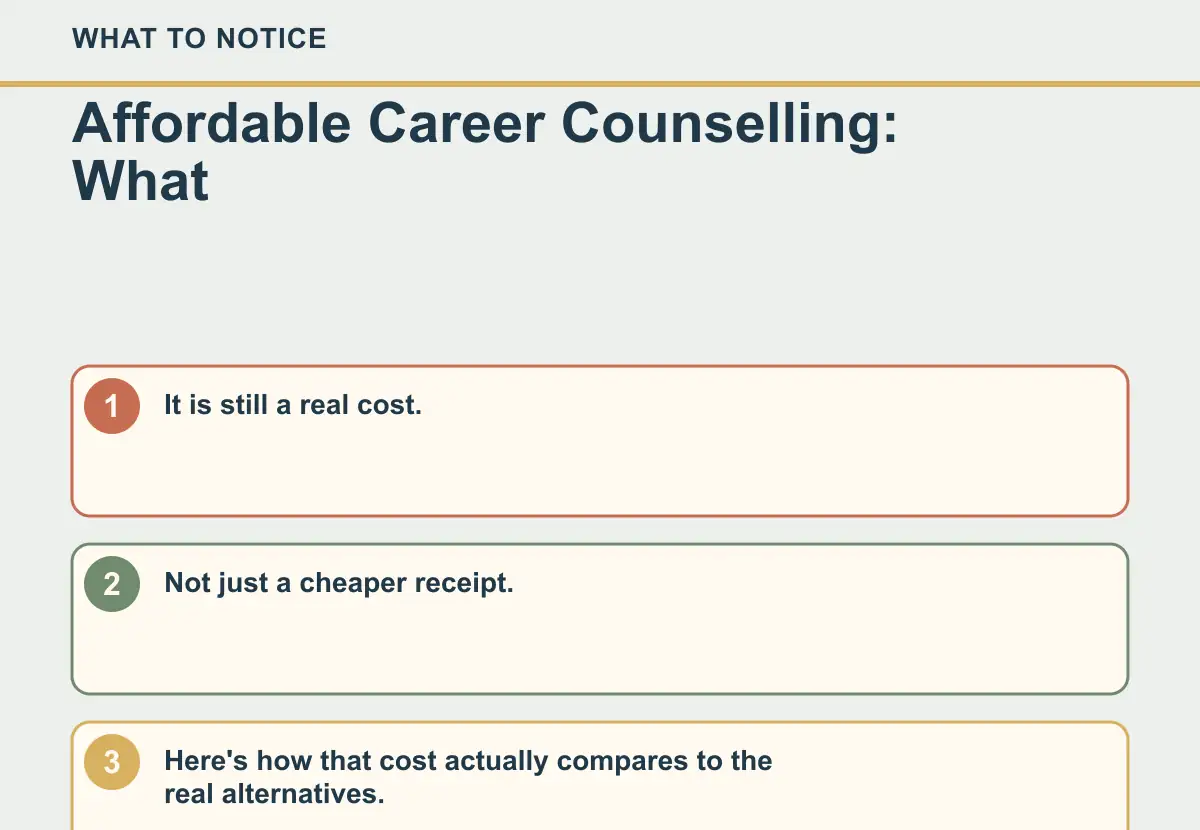 WHAT TO NOTICE
Affordable Career Counselling:
What
1
It is still a real cost.
2
Not just a cheaper receipt.
3
Here's how that cost actually compares to the
real alternatives.